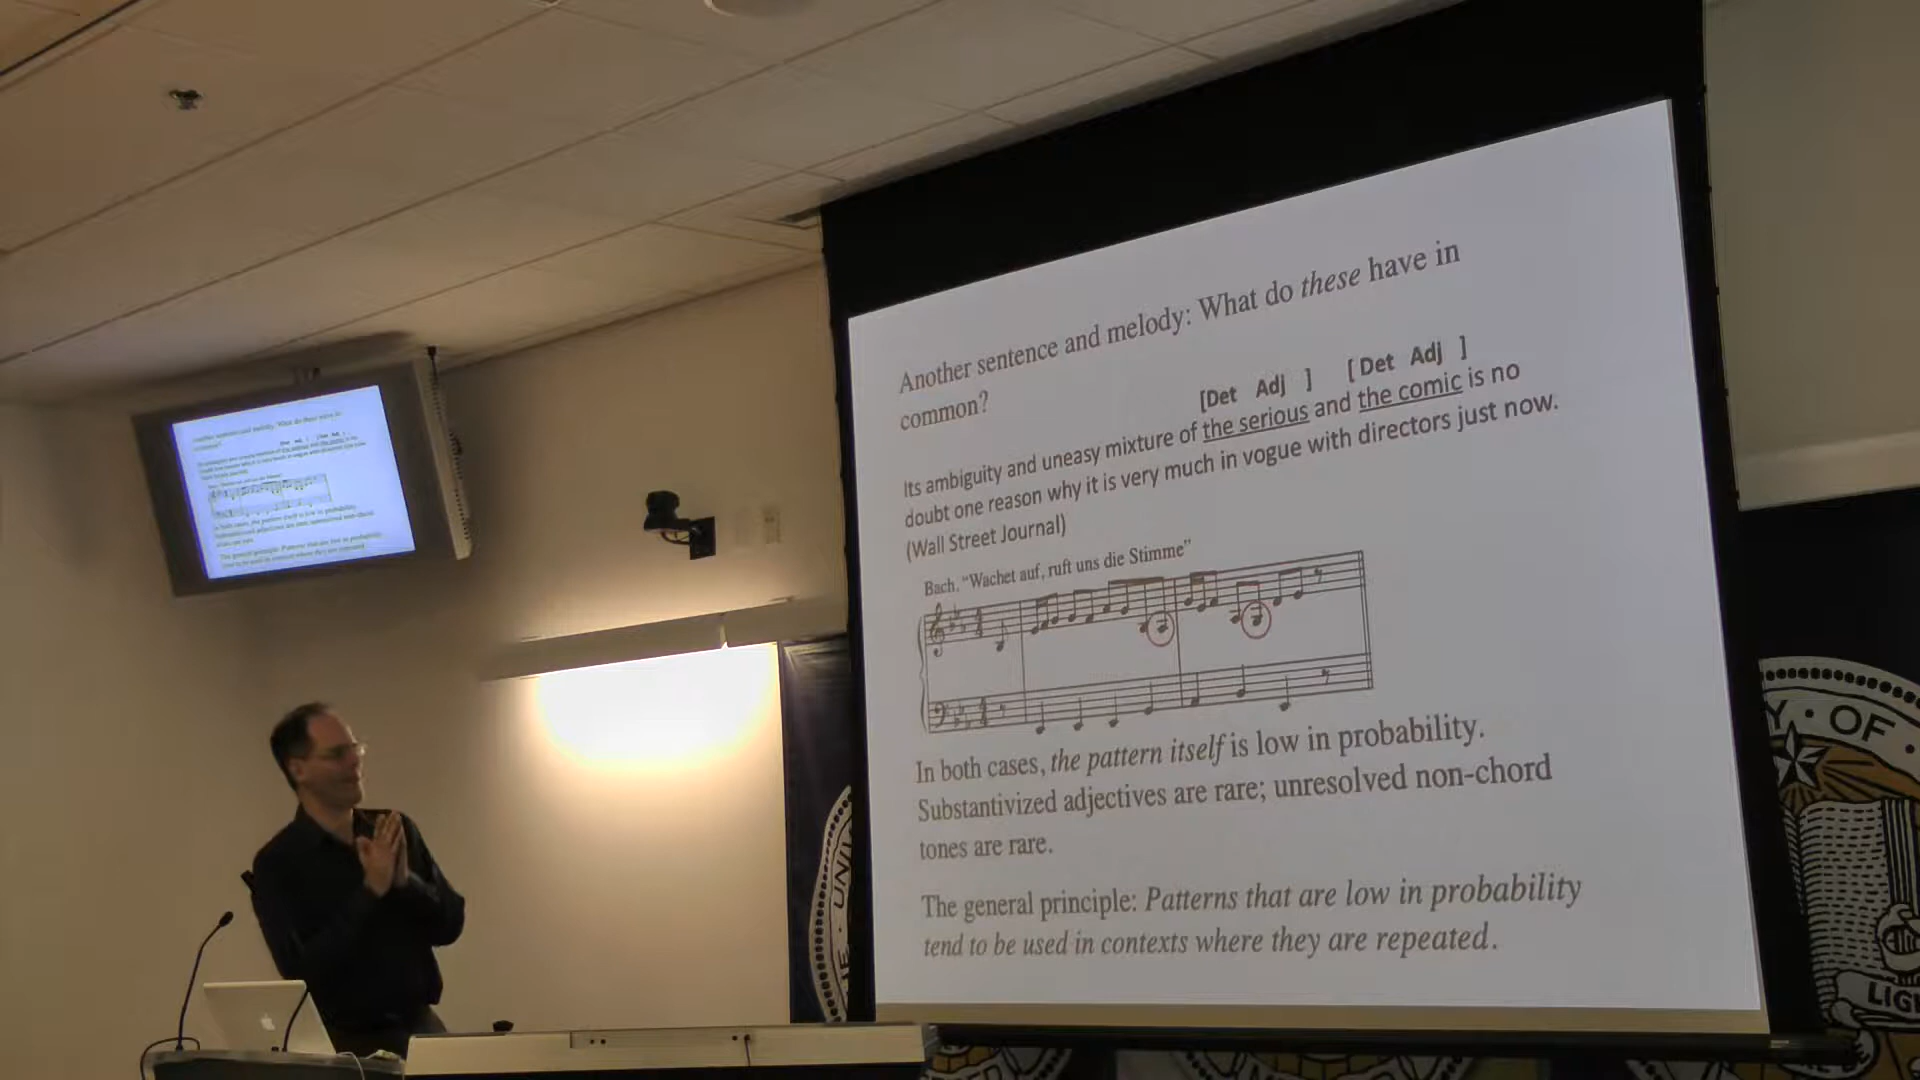 Another sentence and melody: What do these have in
common?
[Det Adj ] [Det Adj ]
Its ambiguity and uneasy mixture of the serious and the comic is no
doubt one reason why it is very much in vogue with directors just now.
(Wall Street Journal)
Bach, "Wachet auf, ruft uns die Stimme"
In both cases, the pattern itself is low in probability.
Substantivized adjectives are rare; unresolved non-chord
tones are rare.
The general principle: Patterns that are low in probability
tend to be used in contexts where they are repeated.
Y · OF